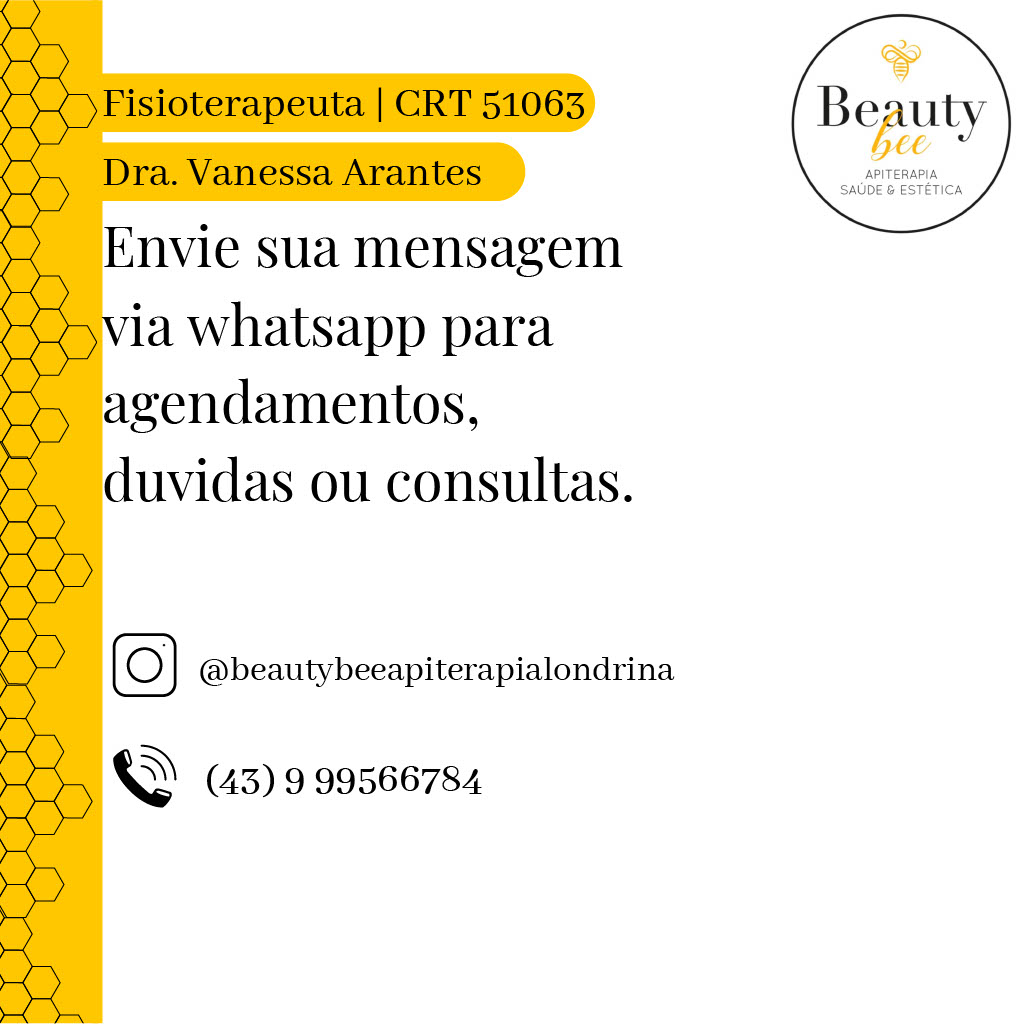 Fisioterapeuta | CRT 51063
Dra. Vanessa Arantes
Beauty
bee
APITERAPIA
SAÚDE & ESTÉTICA
Envie sua mensagem
via whatsapp para
agendamentos,
duvidas ou consultas.
@beautybeeapiterapialondrina
(43) 9 99566784